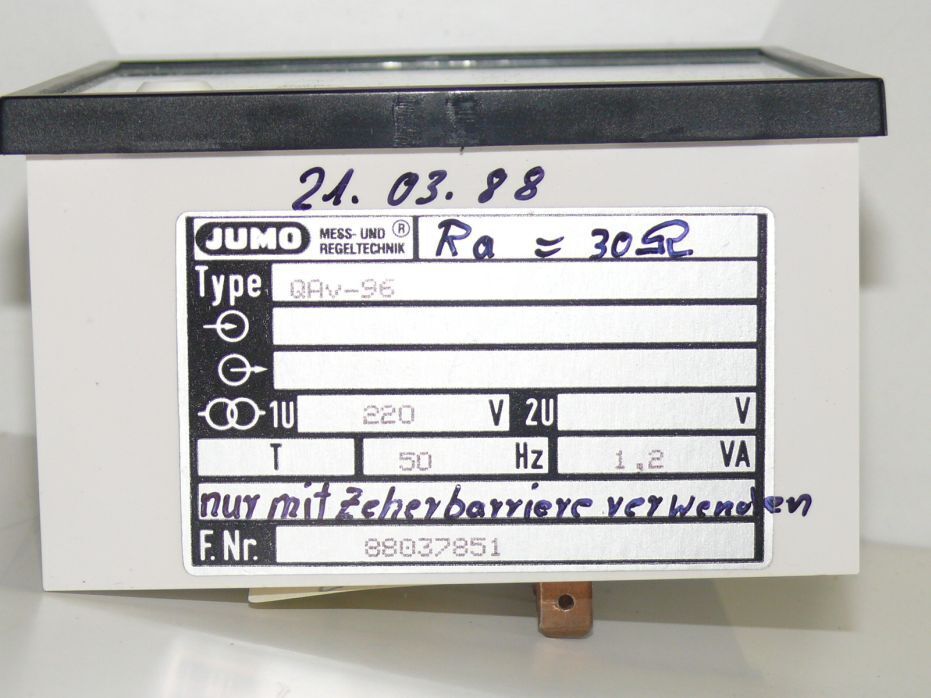 21. 03. 88
JUMO MESS- UND REGELTECHNIK ® Ra = 30Ω
Type QAv-96
1U 220 V 2U V
T 50 Hz 1,2 VA
nur mit Zeherbarriere verwenden
F.Nr. 88037851